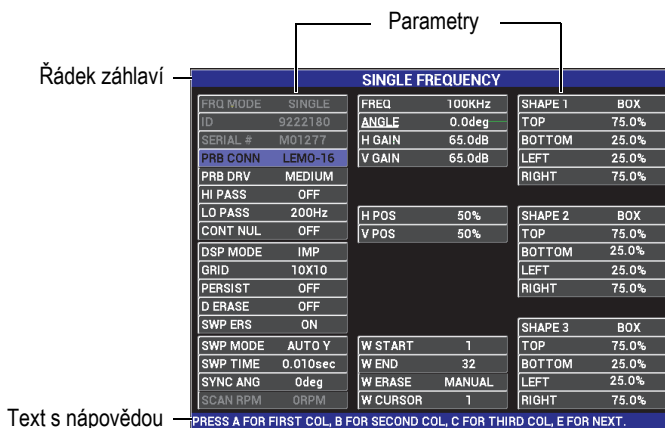 Parametry
Řádek záhlaví
SINGLE FREQUENCY
FRQ MODE SINGLE
ID 9222180
SERIAL # M01277
PRB CONN LEMO-16
PRB DRV MEDIUM
HI PASS OFF
LO PASS 200Hz
CONT NUL OFF
DSP MODE IMP
GRID 10X10
PERSIST OFF
D ERASE OFF
SWP ERS ON
SWP MODE AUTO Y
SWP TIME 0.010sec
SYNC ANG 0deg
SCAN RPM 0RPM
FREQ 100KHz
ANGLE 0.0deg
H GAIN 65.0dB
V GAIN 65.0dB
H POS 50%
V POS 50%
W START 1
W END 32
W ERASE MANUAL
W CURSOR 1
SHAPE 1 BOX
TOP 75.0%
BOTTOM 25.0%
LEFT 25.0%
RIGHT 75.0%
SHAPE 2 BOX
TOP 75.0%
BOTTOM 25.0%
LEFT 25.0%
RIGHT 75.0%
SHAPE 3 BOX
TOP 75.0%
BOTTOM 25.0%
LEFT 25.0%
RIGHT 75.0%
Text s nápovědou
PRESS A FOR FIRST COL, B FOR SECOND COL, C FOR THIRD COL, E FOR NEXT.